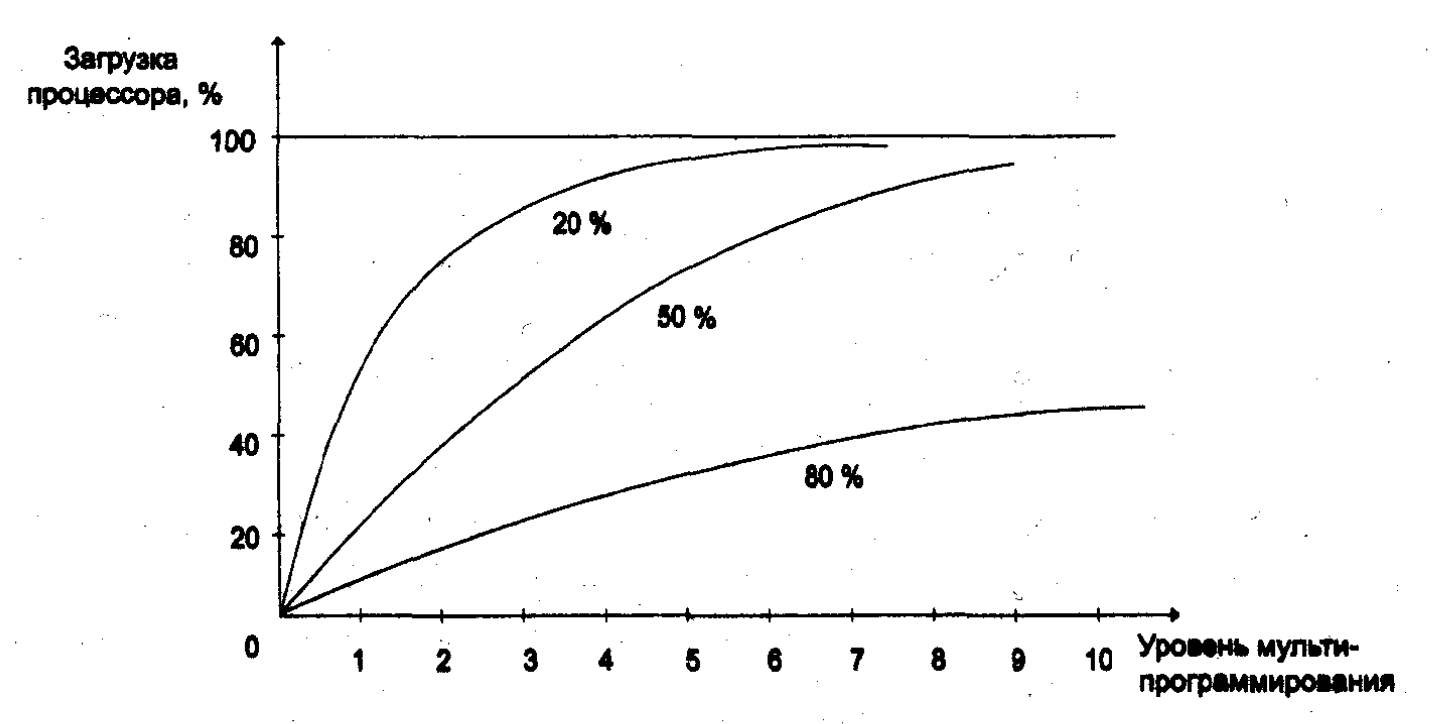 Загрузка
процессора, %
100
80
60
40
20
0
20 %
50 %
80 %
1 2 3 4 5 6 7 8 9 10
Уровень мульти-
программирования